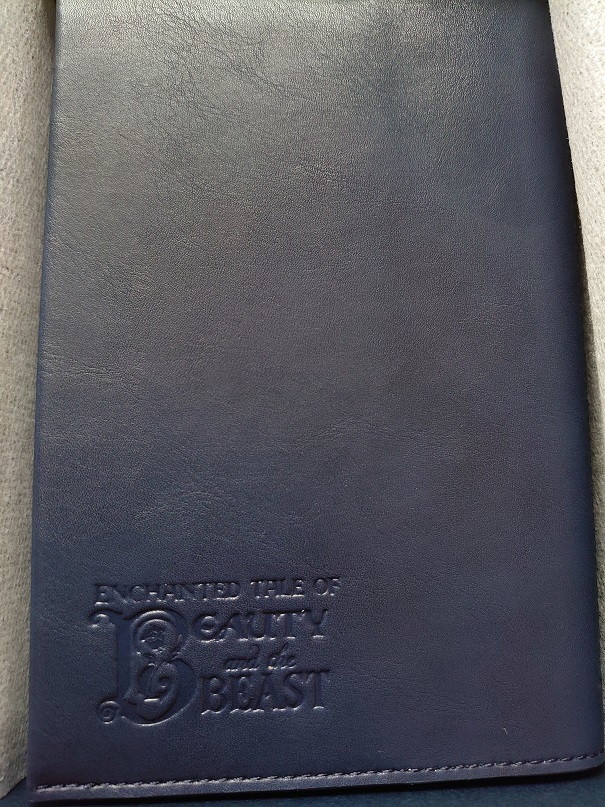 ENCHANTED TALE OF
BEAUTY
and the
BEAST